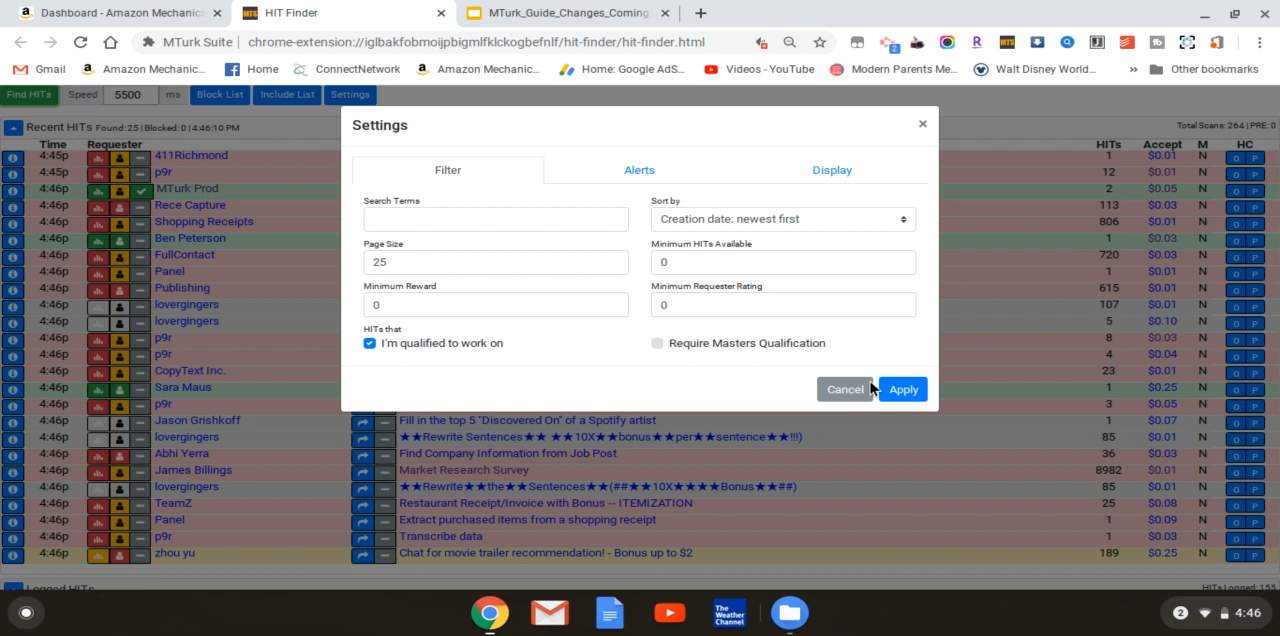 Dashboard - Amazon Mechanic
HIT Finder
MTurk_Guide_Changes_Coming
MTurk Suite
chrome-extension://iglbakfobmoijpbigmlfklckogbefnlf/hit-finder/hit-finder.html
Gmail
Amazon Mechanic...
Home
ConnectNetwork
Amazon Mechanic...
Home: Google AdS...
Videos - YouTube
Modern Parents Me...
Walt Disney World...
»
Other bookmarks
Find HITs
Speed
5500
ms
Block List
Include List
Settings
Recent HITs Found: 25 | Blocked: 0 | 4:46:10 PM
Total Scans: 264 | PRE: 0
Time Requester HITs Accept M HC
4:45p 411Richmond 1 $0.01 N O P
4:45p p9r 12 $0.01 N O P
4:46p MTurk Prod 2 $0.05 N O P
4:46p Rece Capture 113 $0.03 N O P
4:46p Shopping Receipts 806 $0.01 N O P
4:46p Ben Peterson 1 $0.03 N O P
4:46p FullContact 720 $0.03 N O P
4:46p Panel 1 $0.01 N O P
4:46p Publishing 615 $0.01 N O P
4:46p lovergingers 107 $0.01 N O P
4:46p lovergingers 5 $0.10 N O P
4:46p p9r 8 $0.03 N O P
4:46p p9r 4 $0.04 N O P
4:46p CopyText Inc. 23 $0.01 N O P
4:46p Sara Maus 1 $0.25 N O P
4:46p p9r 3 $0.05 N O P
4:46p Jason Grishkoff Fill in the top 5 "Discovered On" of a Spotify artist 1 $0.07 N O P
4:46p lovergingers ★★Rewrite Sentences★★ ★★10X★★bonus★★per★★sentence★★!!!) 85 $0.01 N O P
4:46p Abhi Yerra Find Company Information from Job Post 36 $0.03 N O P
4:46p James Billings Market Research Survey 8982 $0.01 N O P
4:46p lovergingers ★★Rewrite★★the★★Sentences★★(##★★10X★★★★Bonus★★##) 85 $0.01 N O P
4:46p TeamZ Restaurant Receipt/Invoice with Bonus -- ITEMIZATION 25 $0.08 N O P
4:46p Panel Extract purchased items from a shopping receipt 1 $0.09 N O P
4:46p p9r Transcribe data 1 $0.03 N O P
4:46p zhou yu Chat for movie trailer recommendation! - Bonus up to $2 189 $0.25 N O P
Logged HITs
HITs Logged: 155
Settings
×
Filter
Alerts
Display
Search Terms
Sort by
Creation date: newest first
Page Size
25
Minimum HITs Available
0
Minimum Reward
0
Minimum Requester Rating
0
HITs that
I'm qualified to work on
Require Masters Qualification
Cancel
Apply
The
Weather
Channel
2
4:46